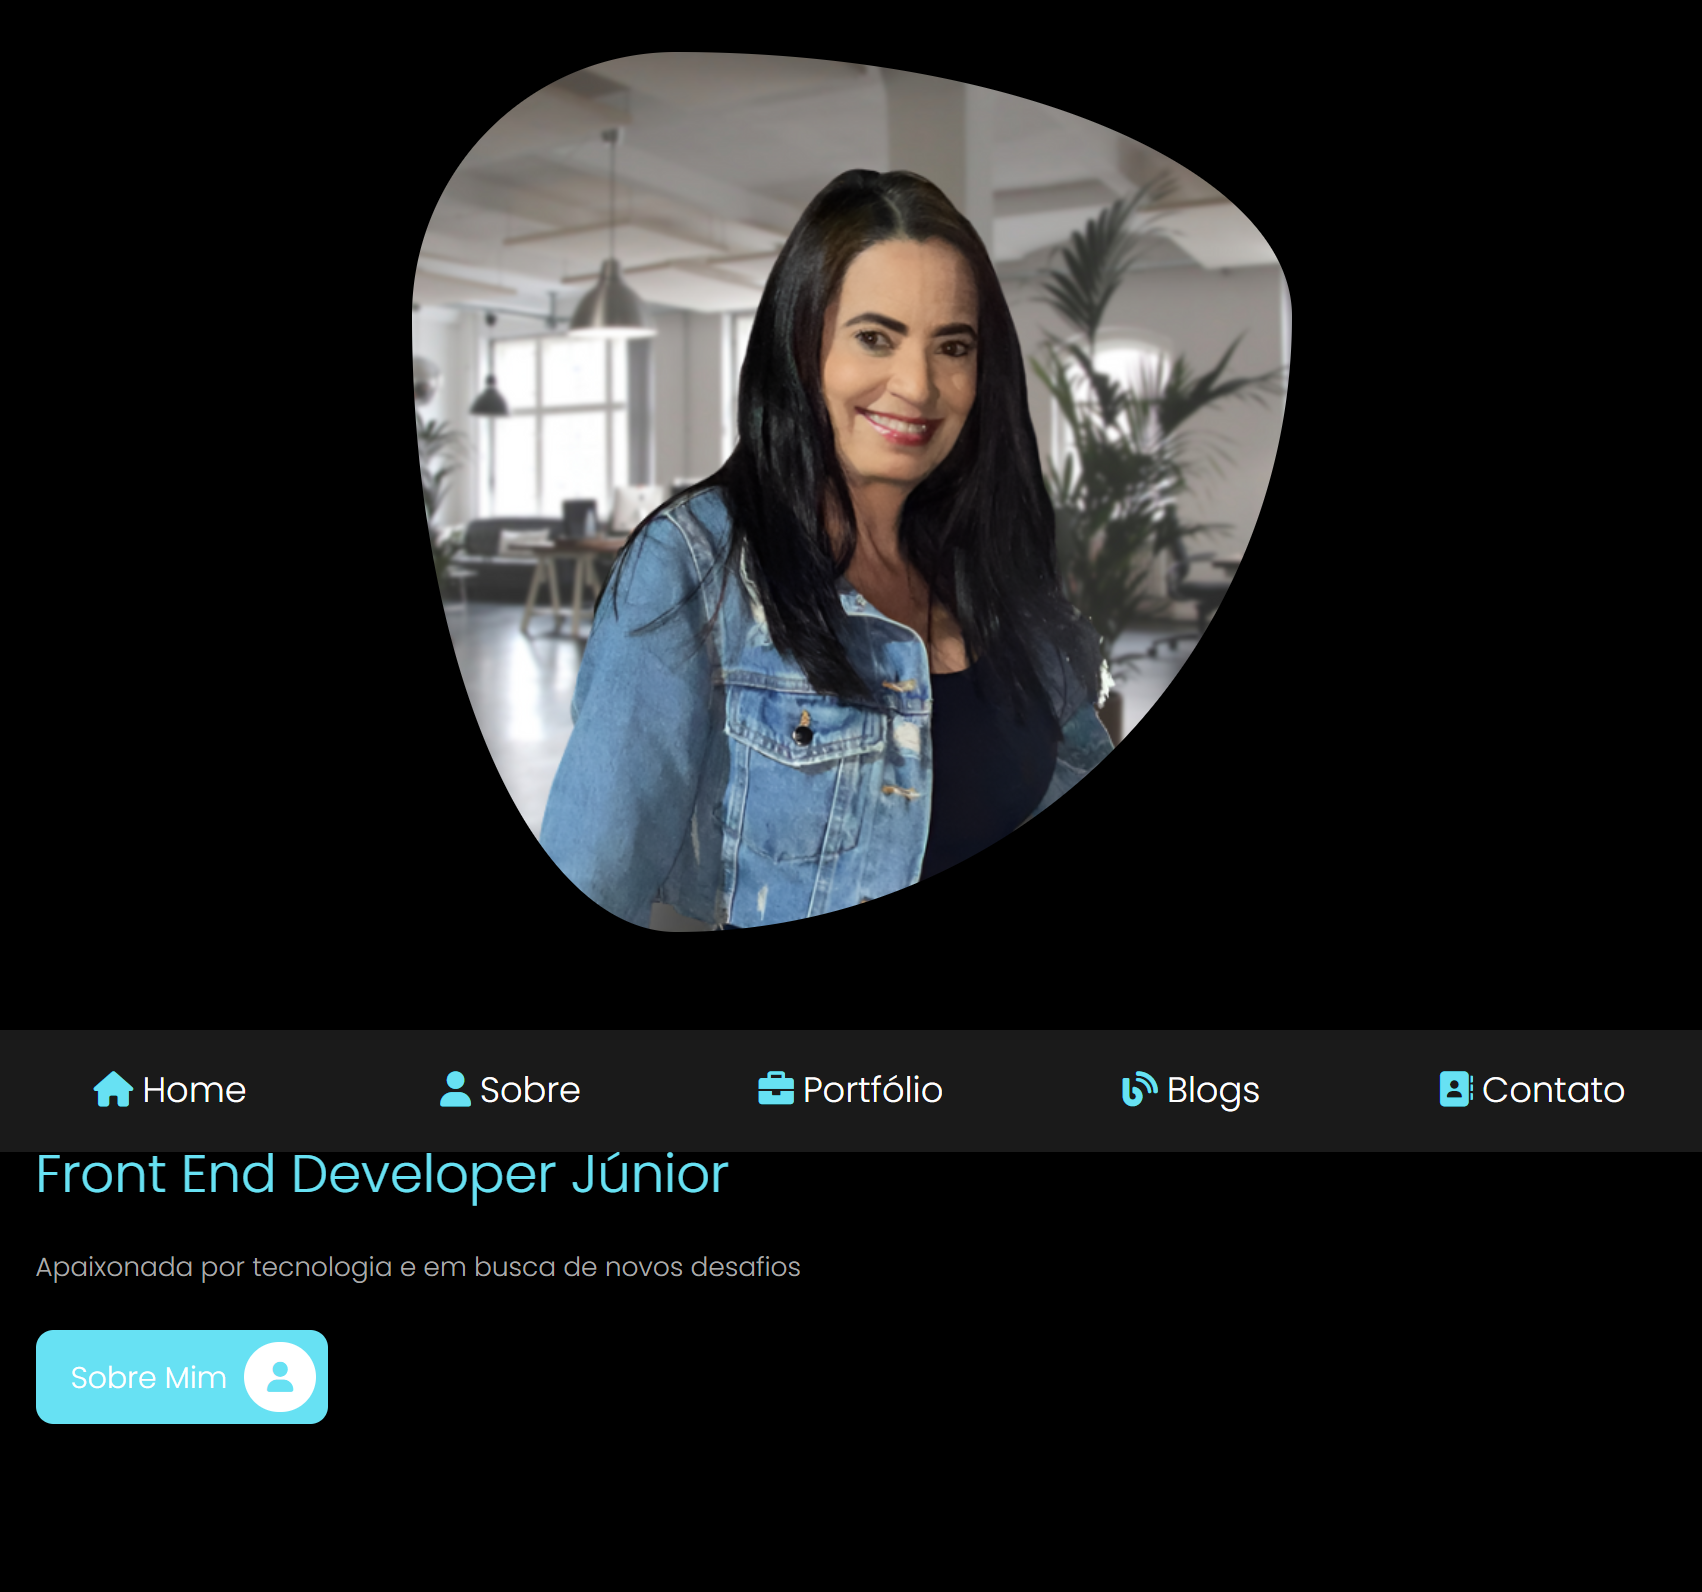 Home Sobre Portfólio Blogs Contato
Front End Developer Júnior
Apaixonada por tecnologia e em busca de novos desafios
Sobre Mim